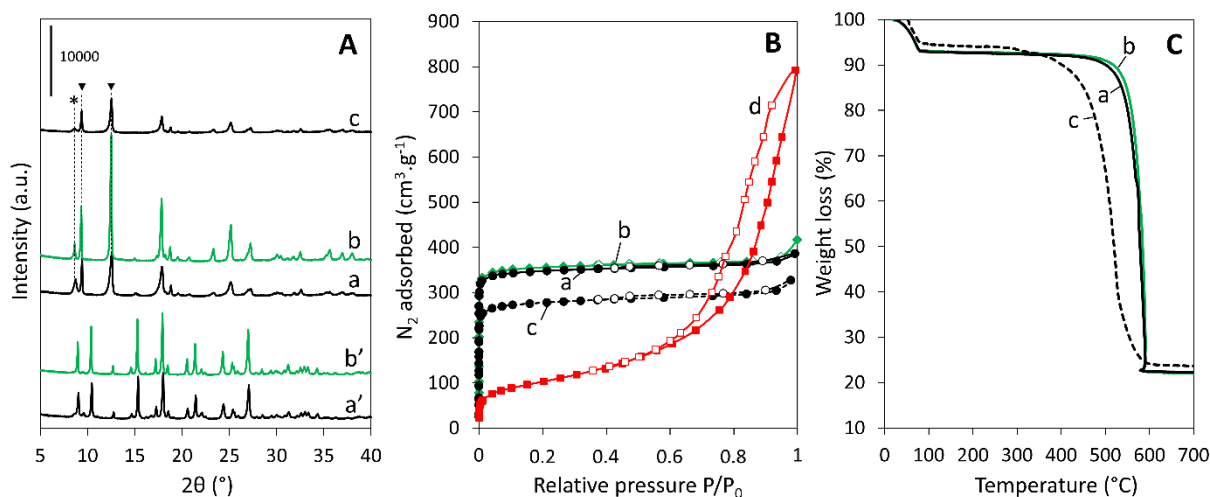 A
10000
*
c
b
a
b'
a'
Intensity (a.u.)
5 10 15 20 25 30 35 40
2θ (°)
B
900
800
700
600
500
400
300
200
100
0
d
b
a
c
N₂ adsorbed (cm³.g⁻¹)
0 0.2 0.4 0.6 0.8 1
Relative pressure P/P₀
C
100
90
80
70
60
50
40
30
20
10
b
a
c
Weight loss (%)
0 100 200 300 400 500 600 700
Temperature (°C)